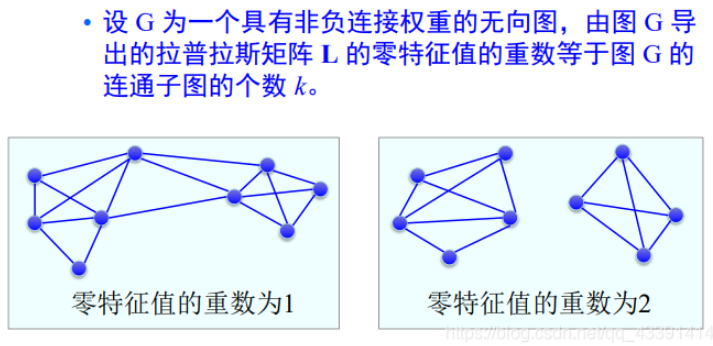 • 设 G 为一个具有非负连接权重的无向图，由图 G 导
出的拉普拉斯矩阵 L 的零特征值的重数等于图 G 的
连通子图的个数 k。
零特征值的重数为1
零特征值的重数为2
https://blog.csdn.net/qq_43391414